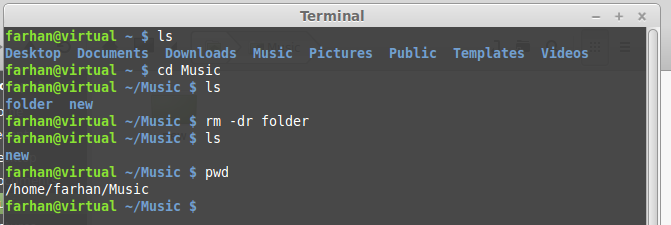 Terminal
farhan@virtual ~ $ ls
Desktop  Documents  Downloads  Music  Pictures  Public  Templates  Videos
farhan@virtual ~ $ cd Music
farhan@virtual ~/Music $ ls
folder  new
farhan@virtual ~/Music $ rm -dr folder
farhan@virtual ~/Music $ ls
new
farhan@virtual ~/Music $ pwd
/home/farhan/Music
farhan@virtual ~/Music $